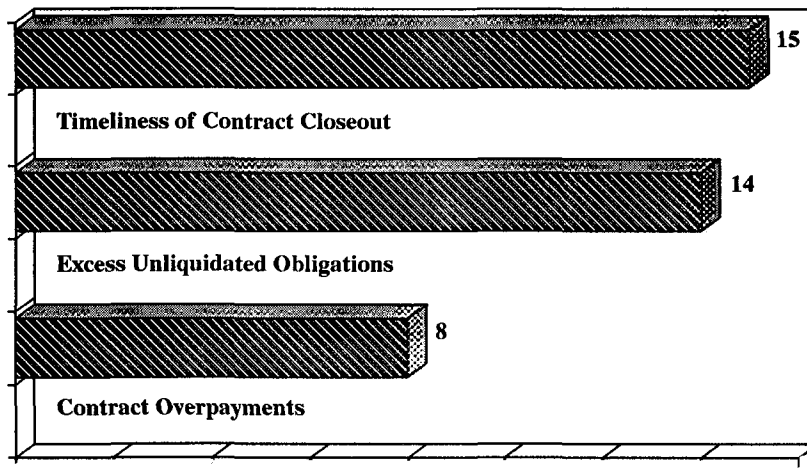 15
Timeliness of Contract Closeout
14
Excess Unliquidated Obligations
8
Contract Overpayments